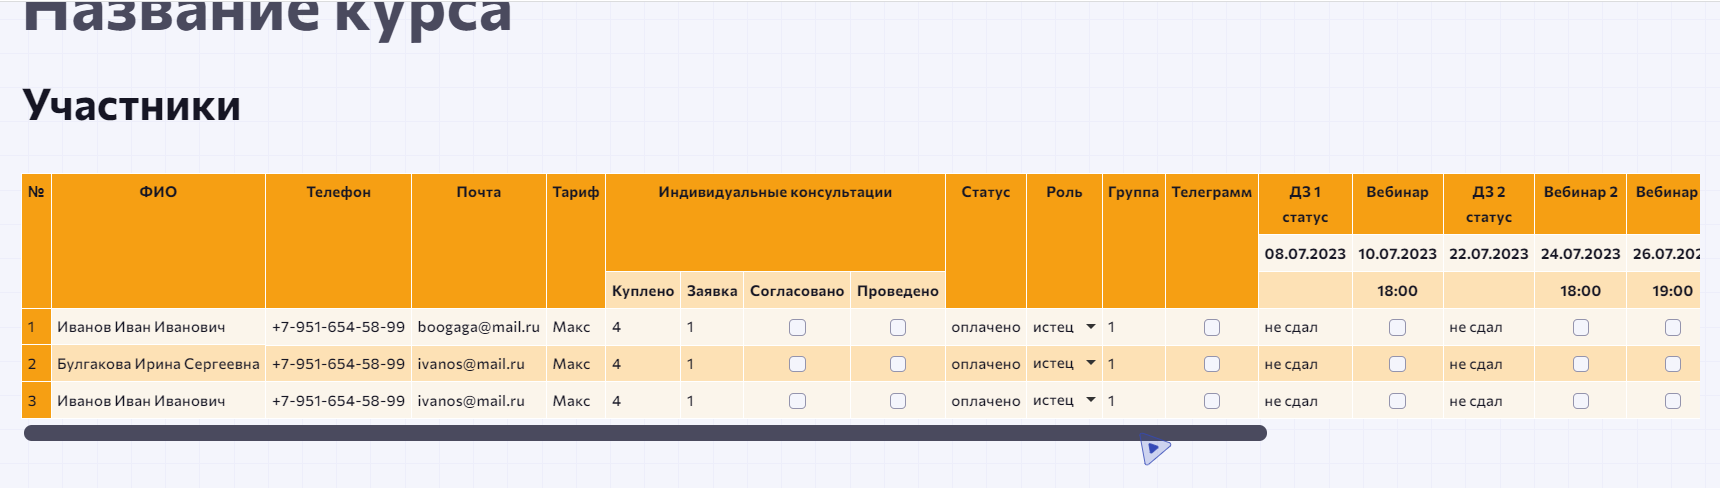 Название курса
Участники
№ ФИО Телефон Почта Тариф Индивидуальные консультации Статус Роль Группа Телеграмм ДЗ 1 статус Вебинар ДЗ 2 статус Вебинар 2 Вебинар
08.07.2023 10.07.2023 22.07.2023 24.07.2023 26.07.202
Куплено Заявка Согласовано Проведено 18:00 18:00 19:00
1 Иванов Иван Иванович +7-951-654-58-99 boogaga@mail.ru Макс 4 1 оплачено истец 1 не сдал не сдал
2 Булгакова Ирина Сергеевна +7-951-654-58-99 ivanos@mail.ru Макс 4 1 оплачено истец 1 не сдал не сдал
3 Иванов Иван Иванович +7-951-654-58-99 ivanos@mail.ru Макс 4 1 оплачено истец 1 не сдал не сдал